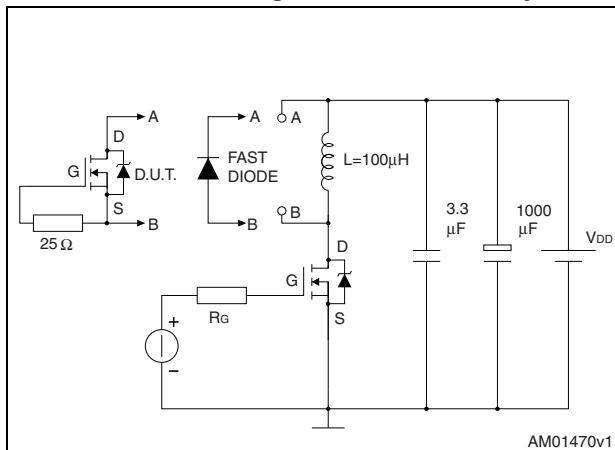 A
D
G
D.U.T.
S
B
25 Ω
A
FAST
DIODE
B
A
L=100μH
B
D
G
S
RG
+
-
3.3
μF
1000
μF
VDD
AM01470v1